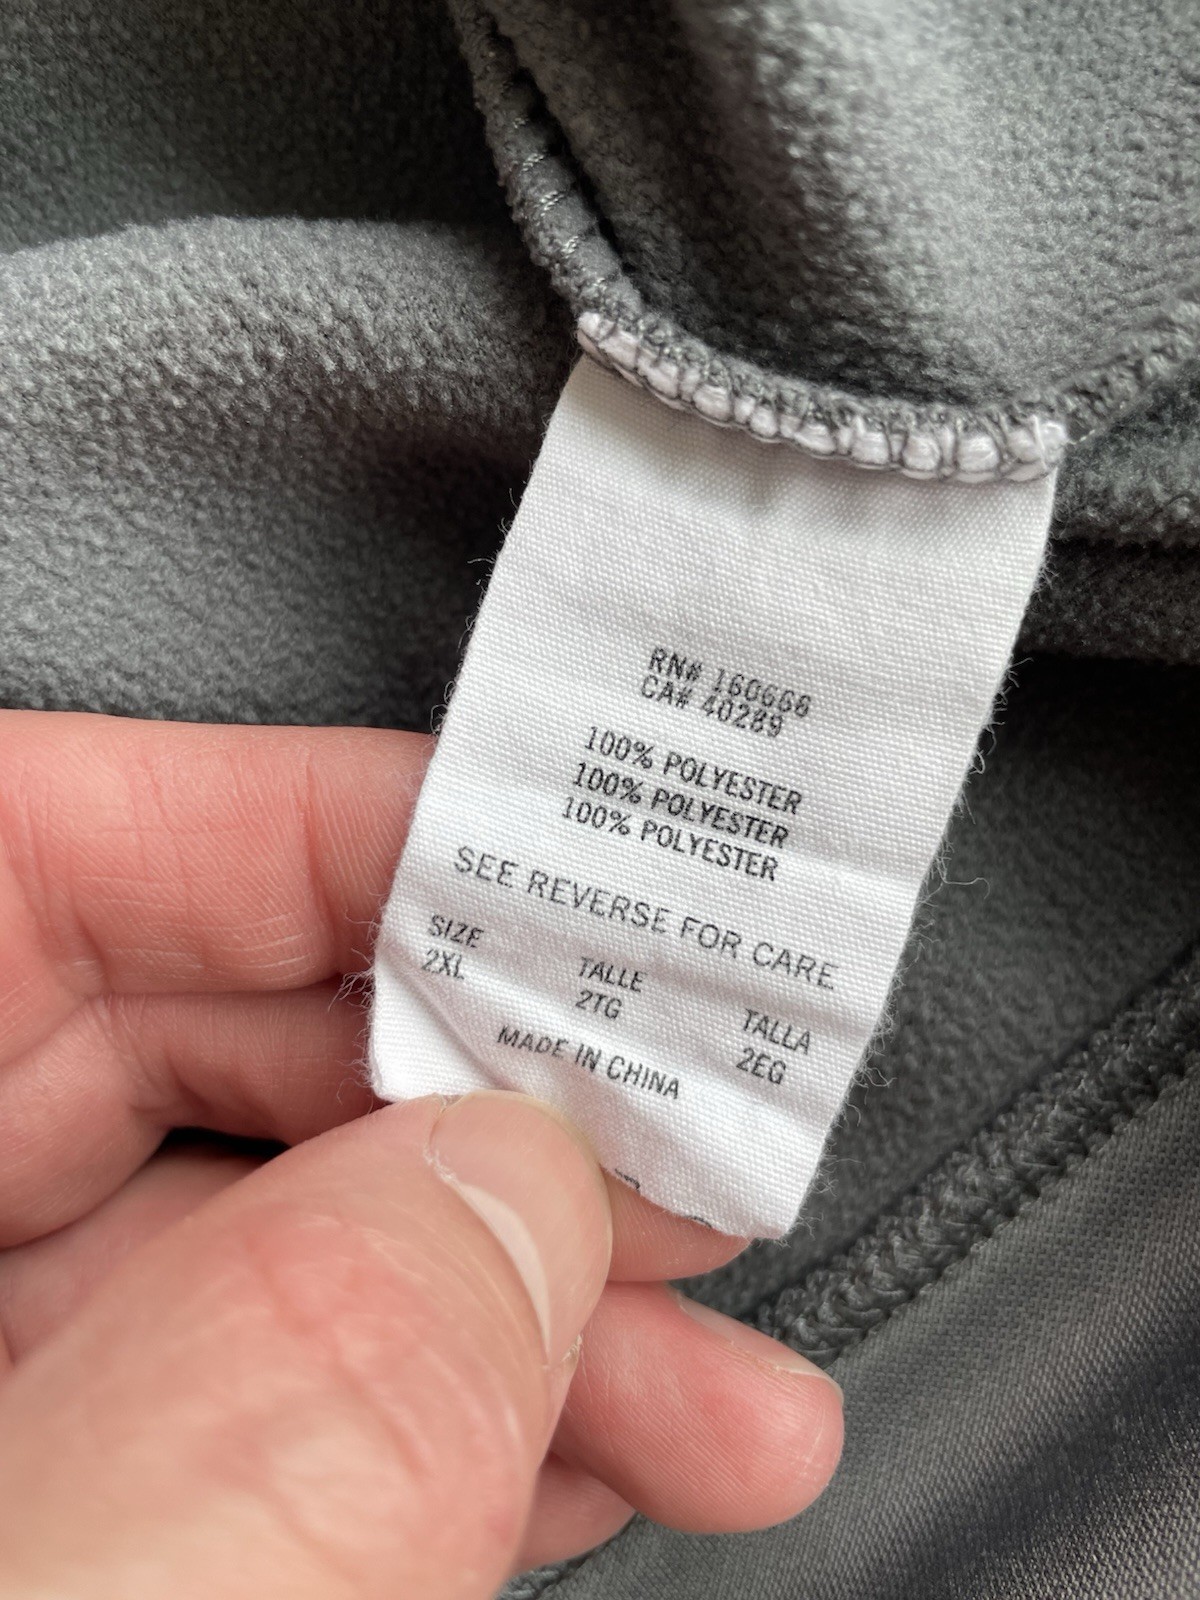 RN# 160668
CA# 40289
100% POLYESTER
100% POLYESTER
100% POLYESTER
SEE REVERSE FOR CARE
SIZE TALLE TALLA
2XL 2TG 2EG
MADE IN CHINA